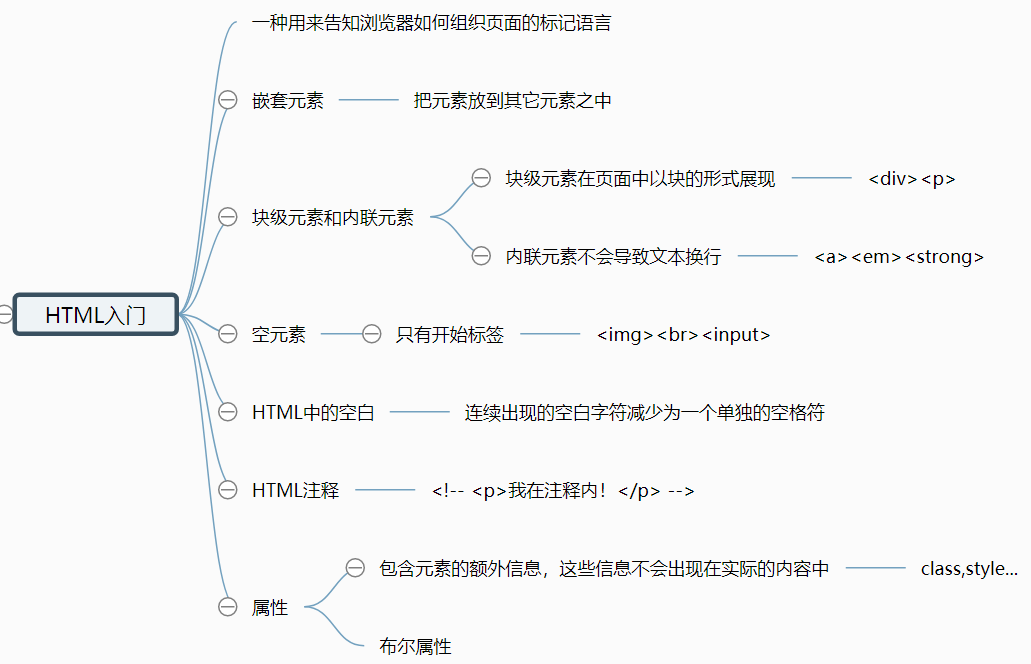 一种用来告知浏览器如何组织页面的标记语言
嵌套元素
把元素放到其它元素之中
块级元素和内联元素
块级元素在页面中以块的形式展现
<div><p>
内联元素不会导致文本换行
<a><em><strong>
HTML入门
空元素
只有开始标签
<img><br><input>
HTML中的空白
连续出现的空白字符减少为一个单独的空格符
HTML注释
<!-- <p>我在注释内！</p> -->
属性
包含元素的额外信息，这些信息不会出现在实际的内容中
class,style...
布尔属性